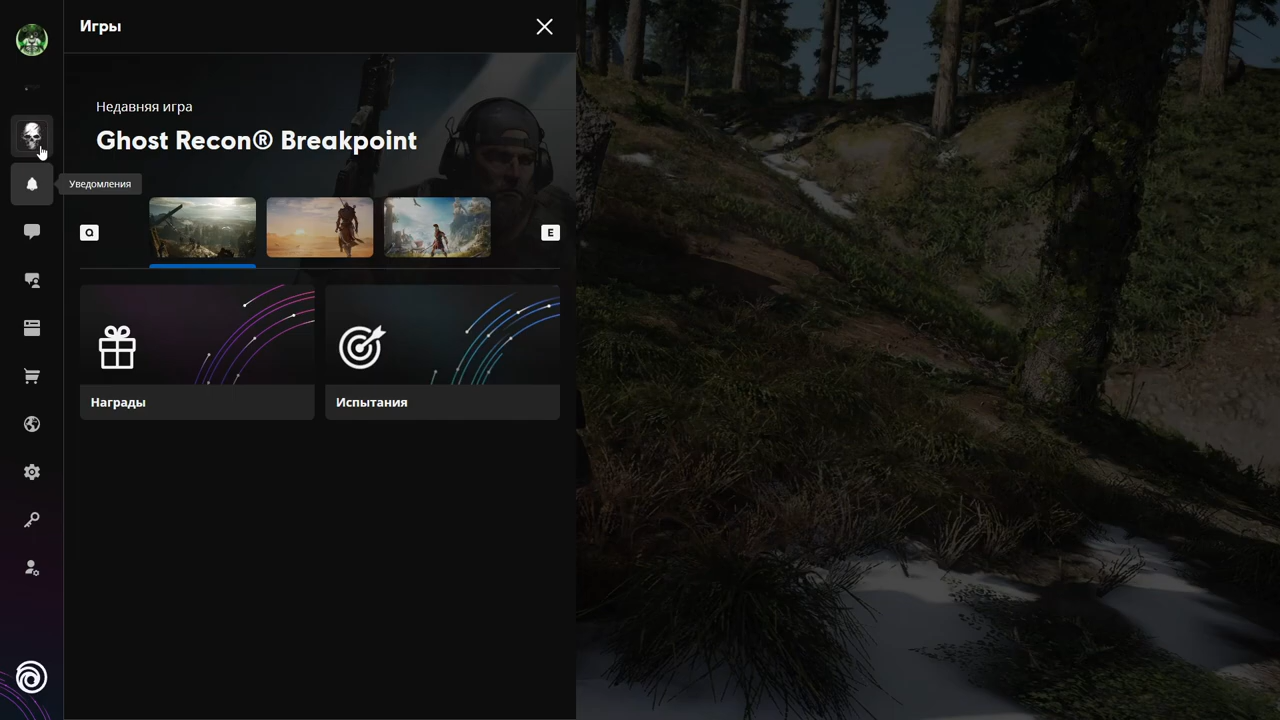 Игры
Недавняя игра
Ghost Recon® Breakpoint
Уведомления
Q
E
Награды
Испытания